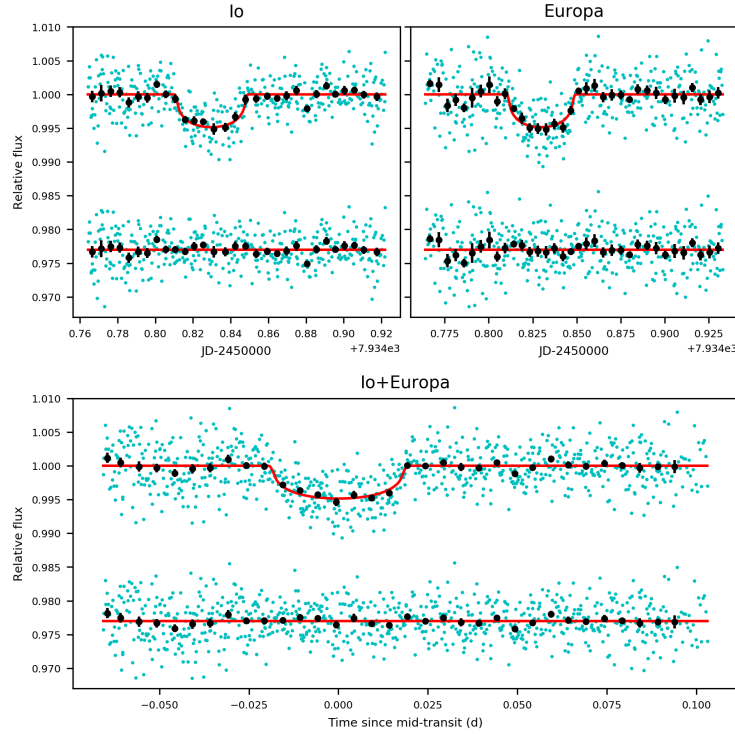 Io
Europa
1.010
1.005
1.000
0.995
0.990
0.985
0.980
0.975
0.970
Relative flux
0.76 0.78 0.80 0.82 0.84 0.86 0.88 0.90 0.92
JD-2450000
+7.934e3
0.775 0.800 0.825 0.850 0.875 0.900 0.925
JD-2450000
+7.934e3
Io+Europa
1.010
1.005
1.000
0.995
0.990
0.985
0.980
0.975
0.970
Relative flux
−0.050 −0.025 0.000 0.025 0.050 0.075 0.100
Time since mid-transit (d)